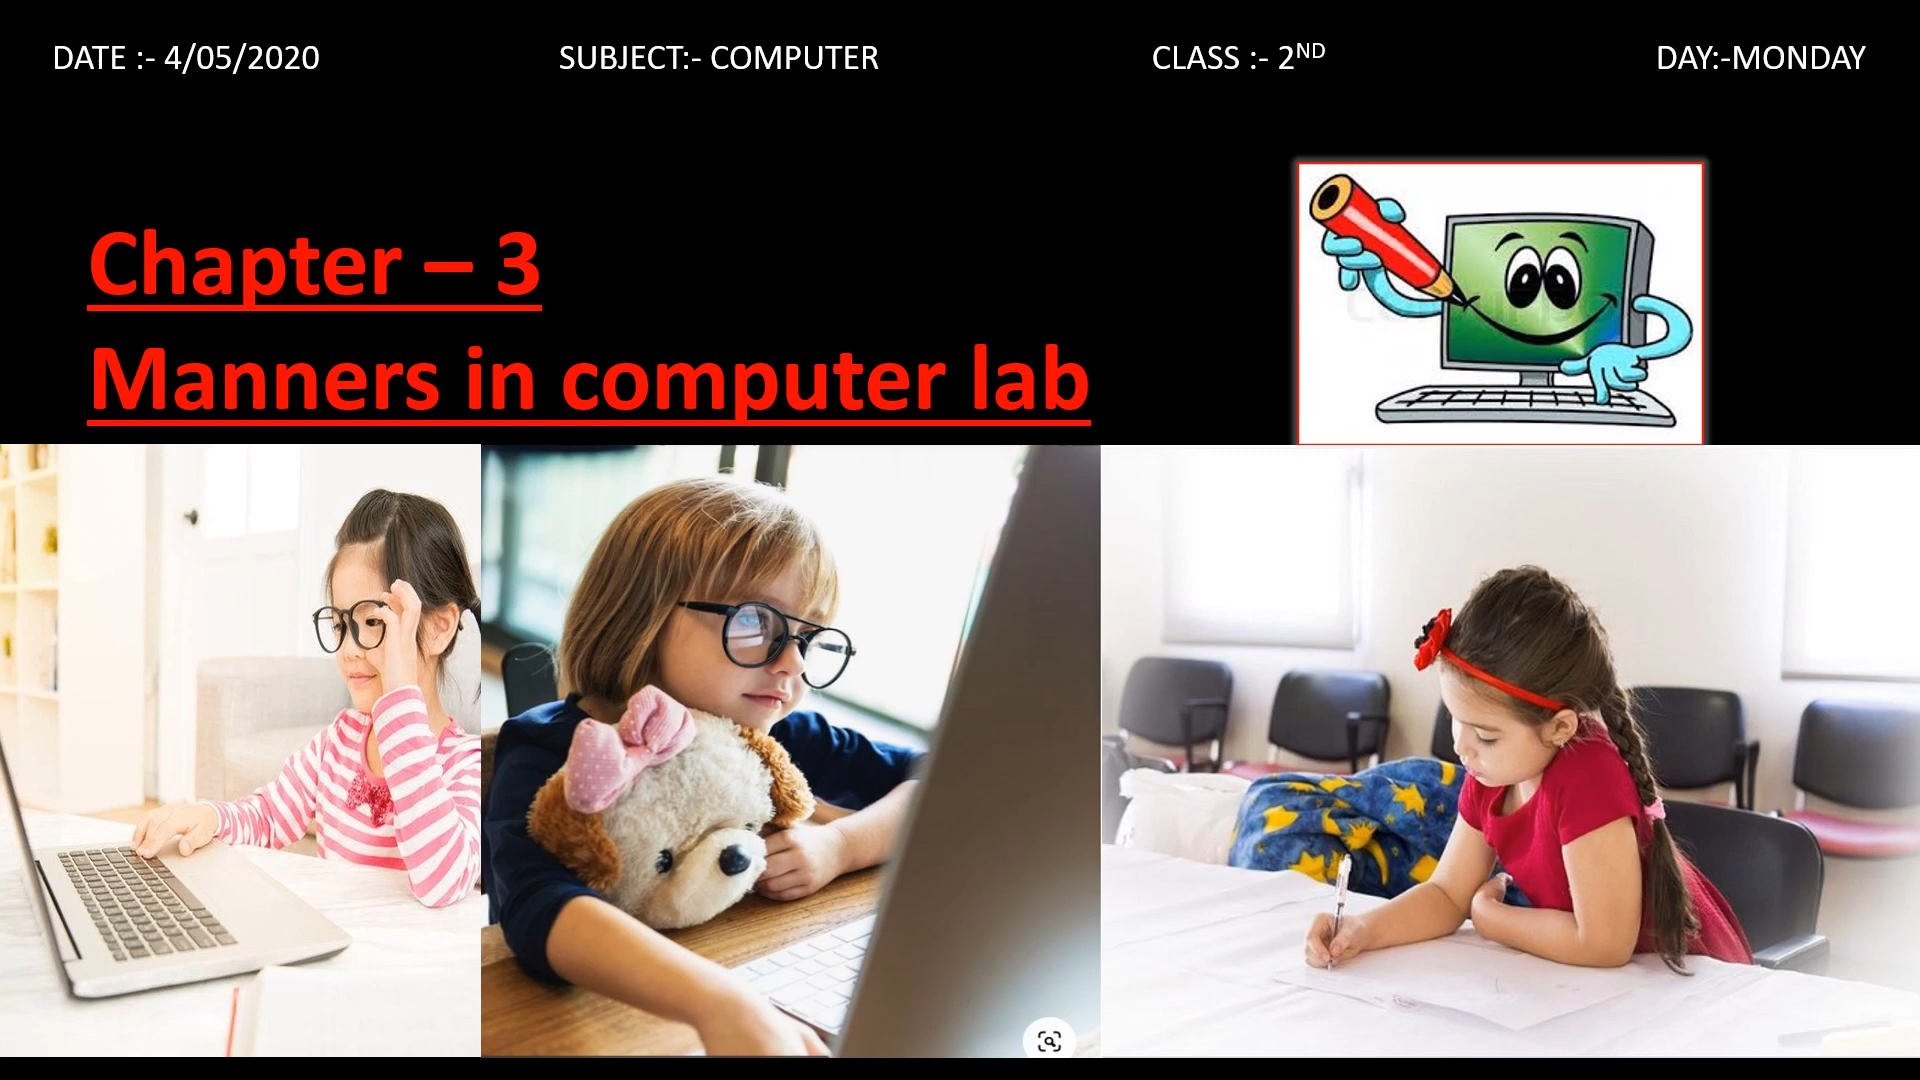 DATE :- 4/05/2020 SUBJECT:- COMPUTER CLASS :- 2ND DAY:-MONDAY
Chapter – 3
Manners in computer lab